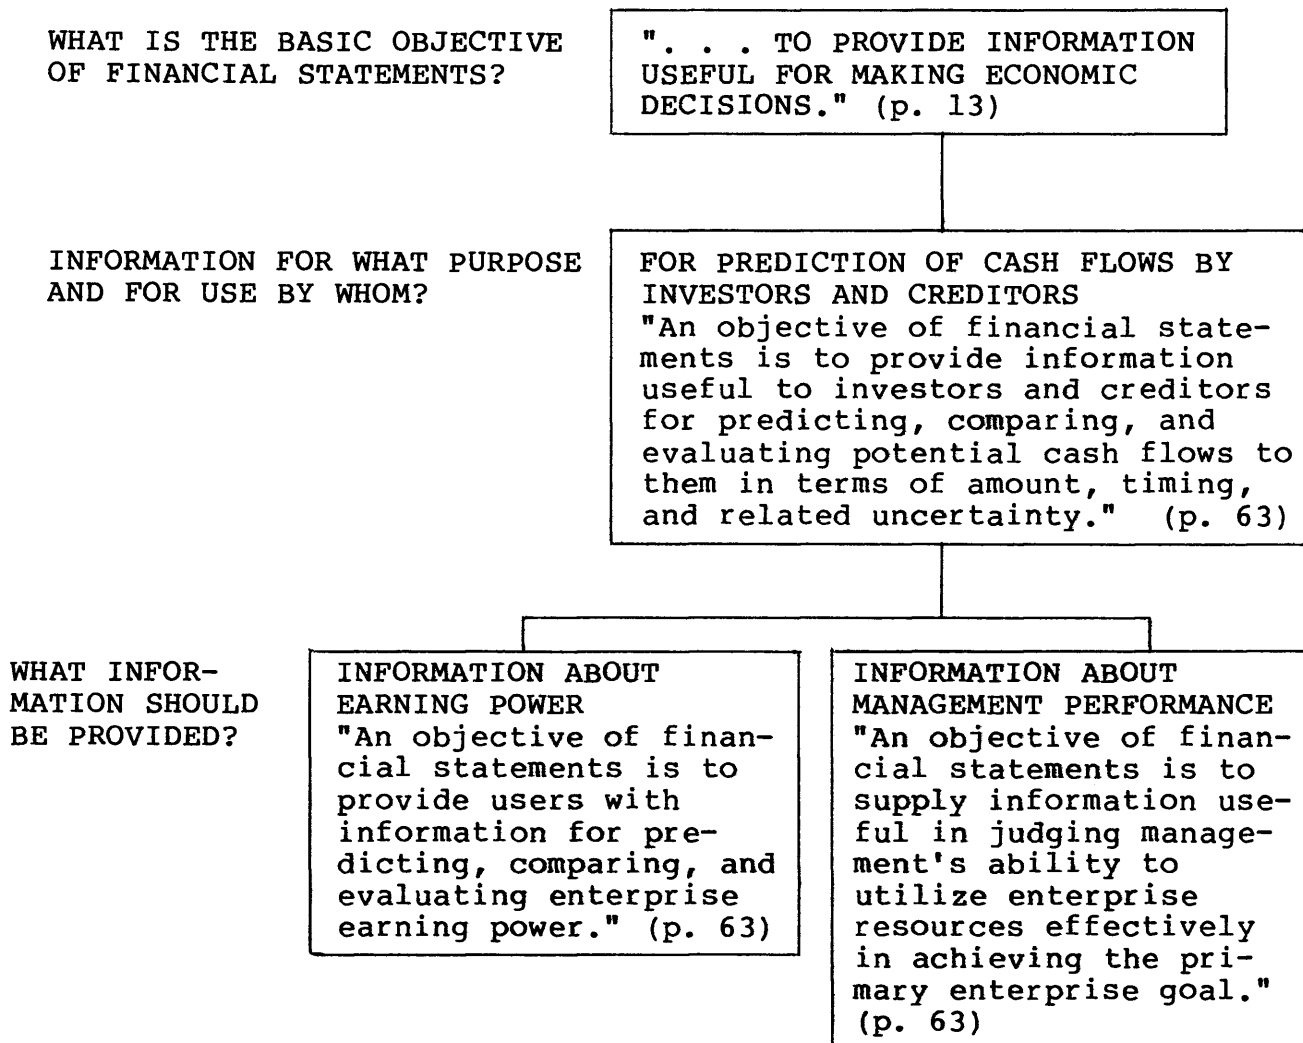 WHAT IS THE BASIC OBJECTIVE
OF FINANCIAL STATEMENTS?
". . . TO PROVIDE INFORMATION
USEFUL FOR MAKING ECONOMIC
DECISIONS." (p. 13)
INFORMATION FOR WHAT PURPOSE
AND FOR USE BY WHOM?
FOR PREDICTION OF CASH FLOWS BY
INVESTORS AND CREDITORS
"An objective of financial state-
ments is to provide information
useful to investors and creditors
for predicting, comparing, and
evaluating potential cash flows to
them in terms of amount, timing,
and related uncertainty." (p. 63)
WHAT INFOR-
MATION SHOULD
BE PROVIDED?
INFORMATION ABOUT
EARNING POWER
"An objective of finan-
cial statements is to
provide users with
information for pre-
dicting, comparing, and
evaluating enterprise
earning power." (p. 63)
INFORMATION ABOUT
MANAGEMENT PERFORMANCE
"An objective of finan-
cial statements is to
supply information use-
ful in judging manage-
ment's ability to
utilize enterprise
resources effectively
in achieving the pri-
mary enterprise goal."
(p. 63)